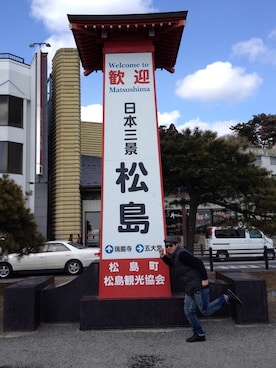 Welcome to
歓迎
Matsushima
日本三景
松島
瑞巌寺 五大堂
松島町
松島観光協会